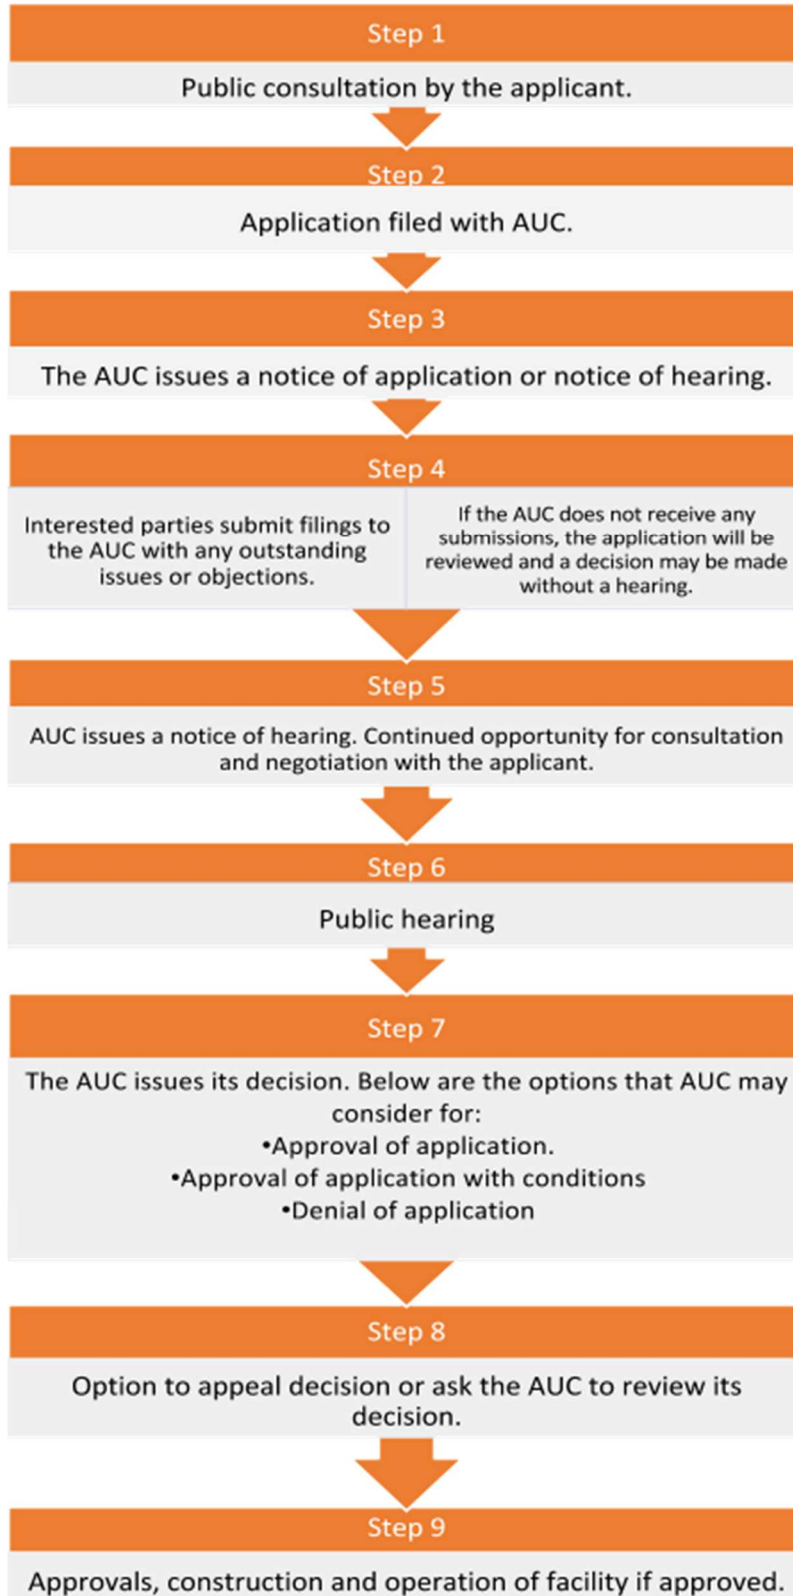 Step 1
Public consultation by the applicant.
Step 2
Application filed with AUC.
Step 3
The AUC issues a notice of application or notice of hearing.
Step 4
Interested parties submit filings to
the AUC with any outstanding
issues or objections.
If the AUC does not receive any
submissions, the application will be
reviewed and a decision may be made
without a hearing.
Step 5
AUC issues a notice of hearing. Continued opportunity for consultation
and negotiation with the applicant.
Step 6
Public hearing
Step 7
The AUC issues its decision. Below are the options that AUC may
consider for:
•Approval of application.
•Approval of application with conditions
•Denial of application
Step 8
Option to appeal decision or ask the AUC to review its
decision.
Step 9
Approvals, construction and operation of facility if approved.